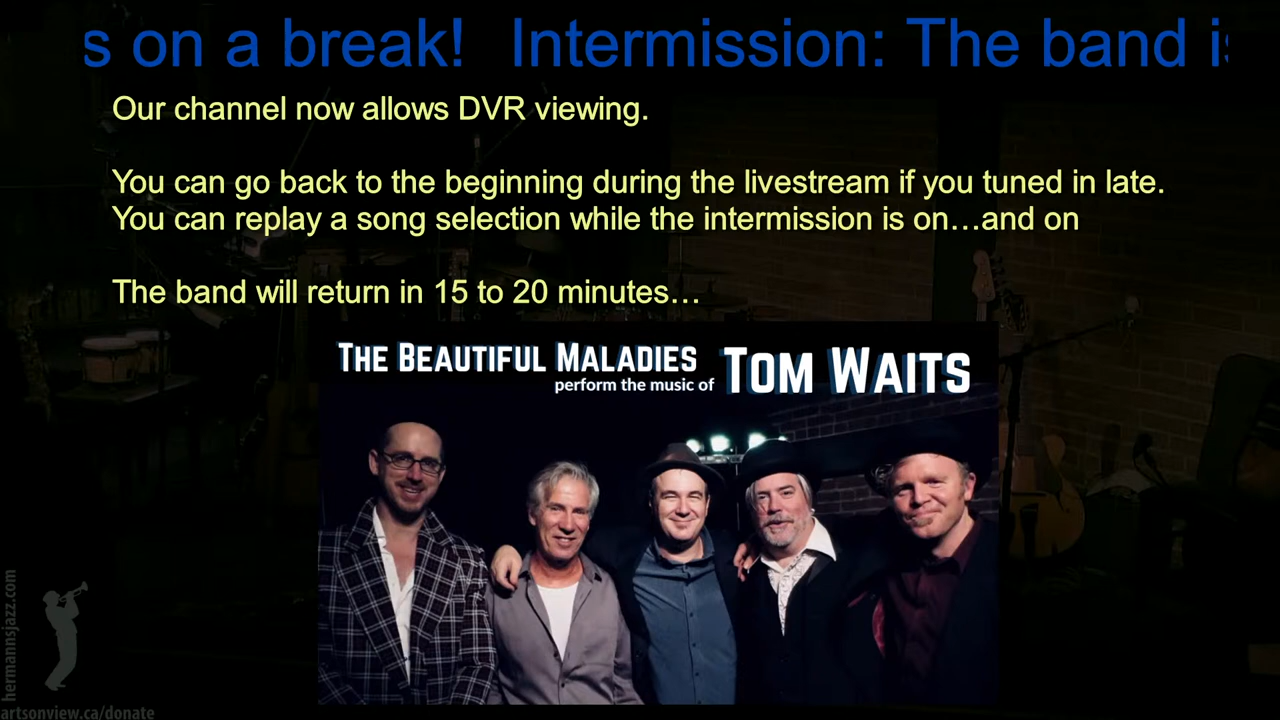 s on a break! Intermission: The band is
Our channel now allows DVR viewing.
You can go back to the beginning during the livestream if you tuned in late.
You can replay a song selection while the intermission is on…and on
The band will return in 15 to 20 minutes…
THE BEAUTIFUL MALADIES
perform the music of
TOM WAITS
hermannsjazz.com
artsonview.ca/donate